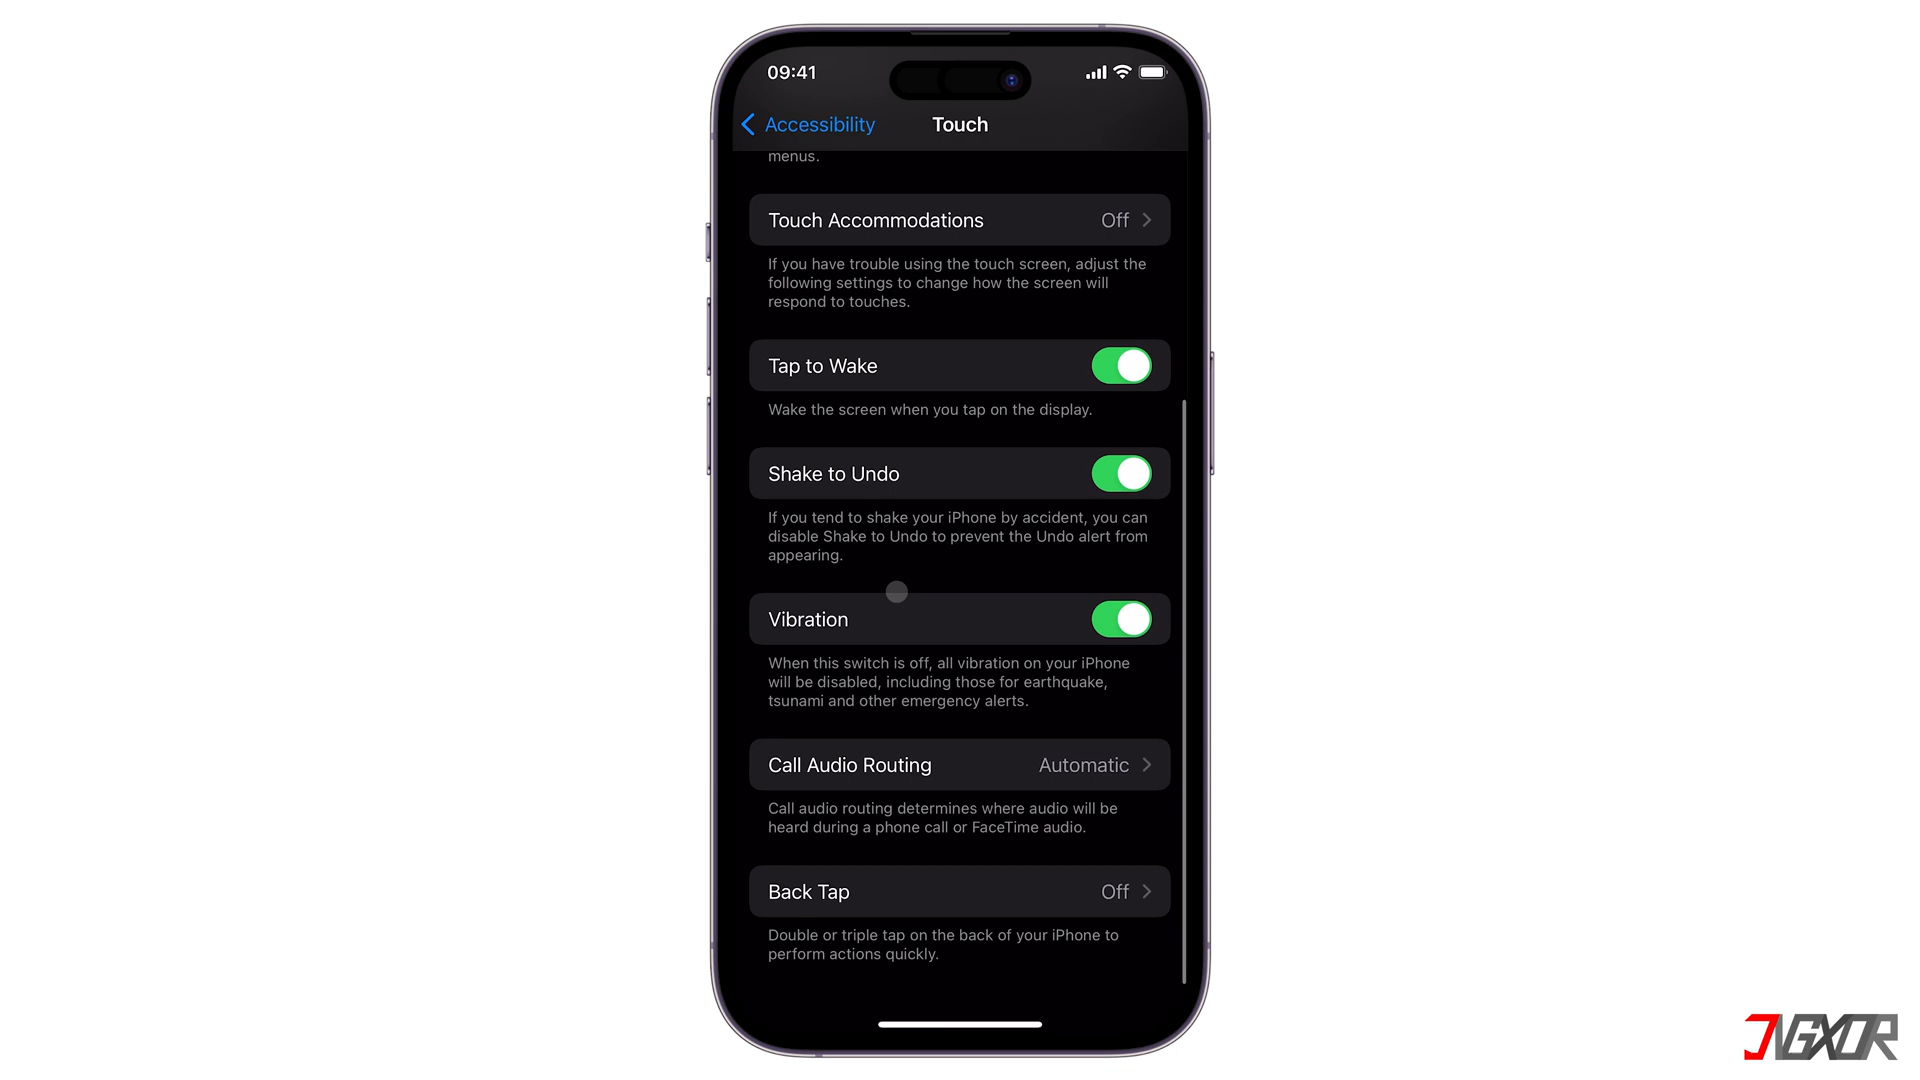 09:41
Accessibility
Touch
menus.
Touch Accommodations Off
If you have trouble using the touch screen, adjust the
following settings to change how the screen will
respond to touches.
Tap to Wake
Wake the screen when you tap on the display.
Shake to Undo
If you tend to shake your iPhone by accident, you can
disable Shake to Undo to prevent the Undo alert from
appearing.
Vibration
When this switch is off, all vibration on your iPhone
will be disabled, including those for earthquake,
tsunami and other emergency alerts.
Call Audio Routing Automatic
Call audio routing determines where audio will be
heard during a phone call or FaceTime audio.
Back Tap Off
Double or triple tap on the back of your iPhone to
perform actions quickly.
JVGXOR